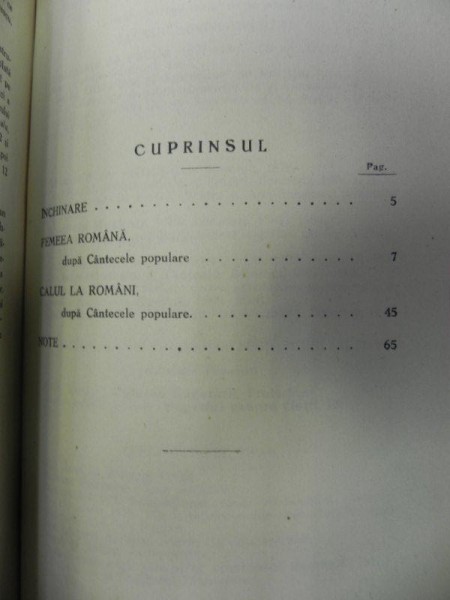 CUPRINSUL
Pag.
ÎNCHINARE . . . . . . . . . . . . . . . . . . . . . . 5
FEMEEA ROMÂNĂ,
după Cântecele populare . . . . . . . . . . . . . 7
CALUL LA ROMÂNI,
după Cântecele populare. . . . . . . . . . . . . . 45
NOTE . . . . . . . . . . . . . . . . . . . . . . . . 65
12